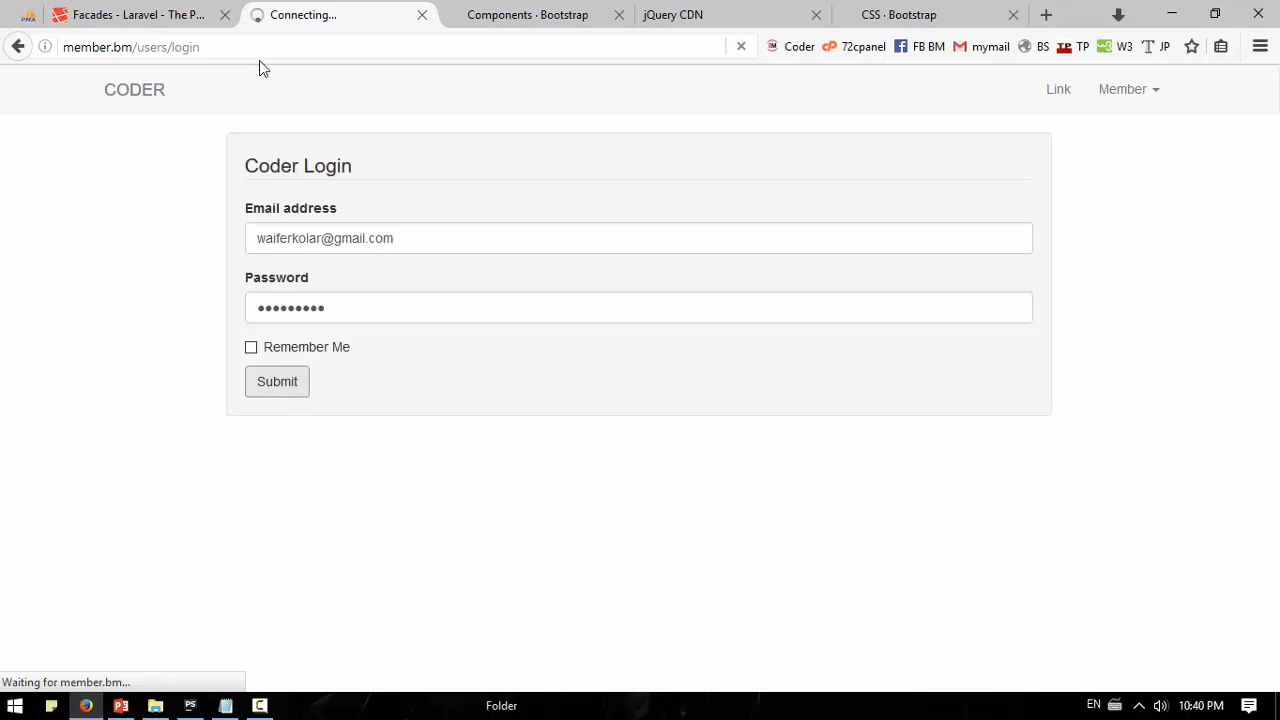 Facades - Laravel - The P...
Connecting...
Components · Bootstrap
jQuery CDN
CSS · Bootstrap
member.bm/users/login
Coder
72cpanel
FB BM
mymail
BS
TP
W3
JP
CODER
Link
Member
Coder Login
Email address
waiferkolar@gmail.com
Password
Remember Me
Submit
Waiting for member.bm...
Folder
EN
10:40 PM